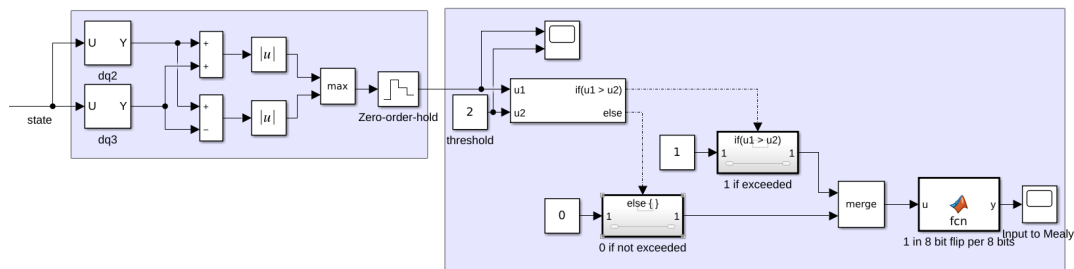 state
U Y
dq2
U Y
dq3
+
+
+
−
|u|
|u|
max
Zero-order-hold
2
threshold
u1 if(u1 > u2)
u2 else
1
if(u1 > u2)
1 1
1 if exceeded
0
else { }
1 1
0 if not exceeded
merge
u y
fcn
1 in 8 bit flip per 8 bits
Input to Mealy